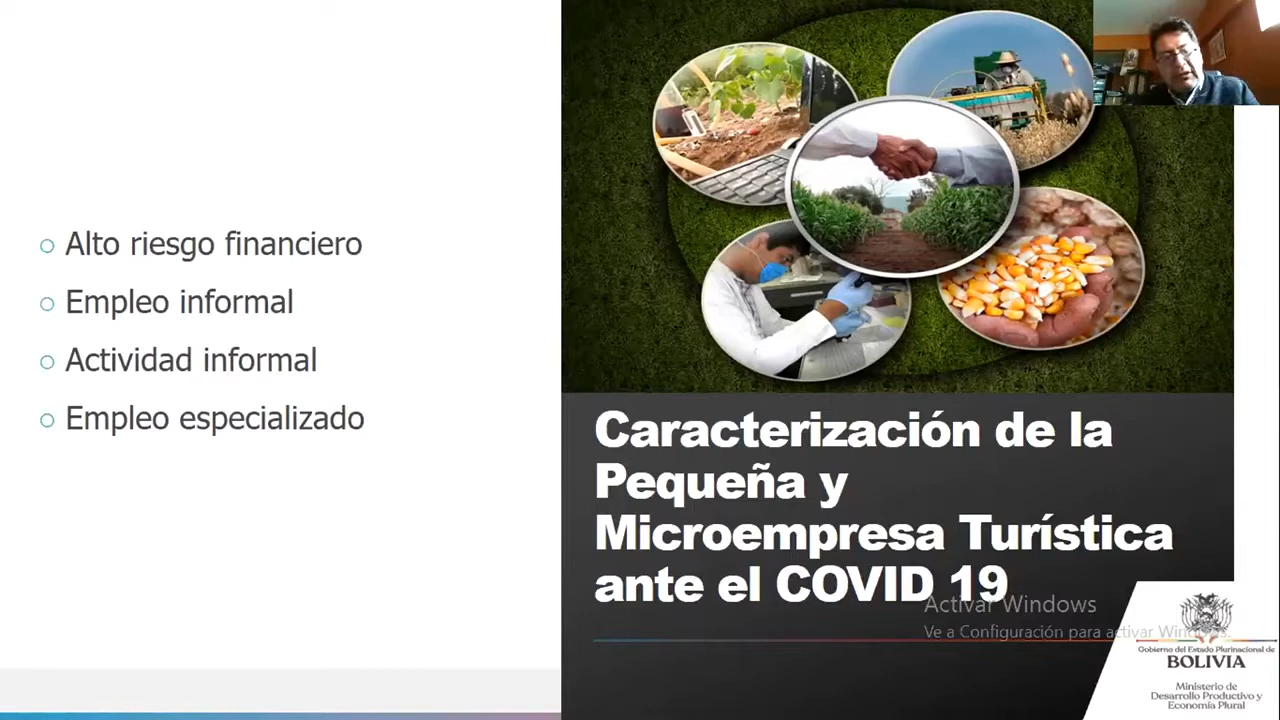 Alto riesgo financiero
Empleo informal
Actividad informal
Empleo especializado
Caracterización de la
Pequeña y
Microempresa Turística
ante el COVID 19
Activar Windows
Ve a Configuración para activar Windows.
Gobierno del Estado Plurinacional de
BOLIVIA
Ministerio de
Desarrollo Productivo y
Economía Plural